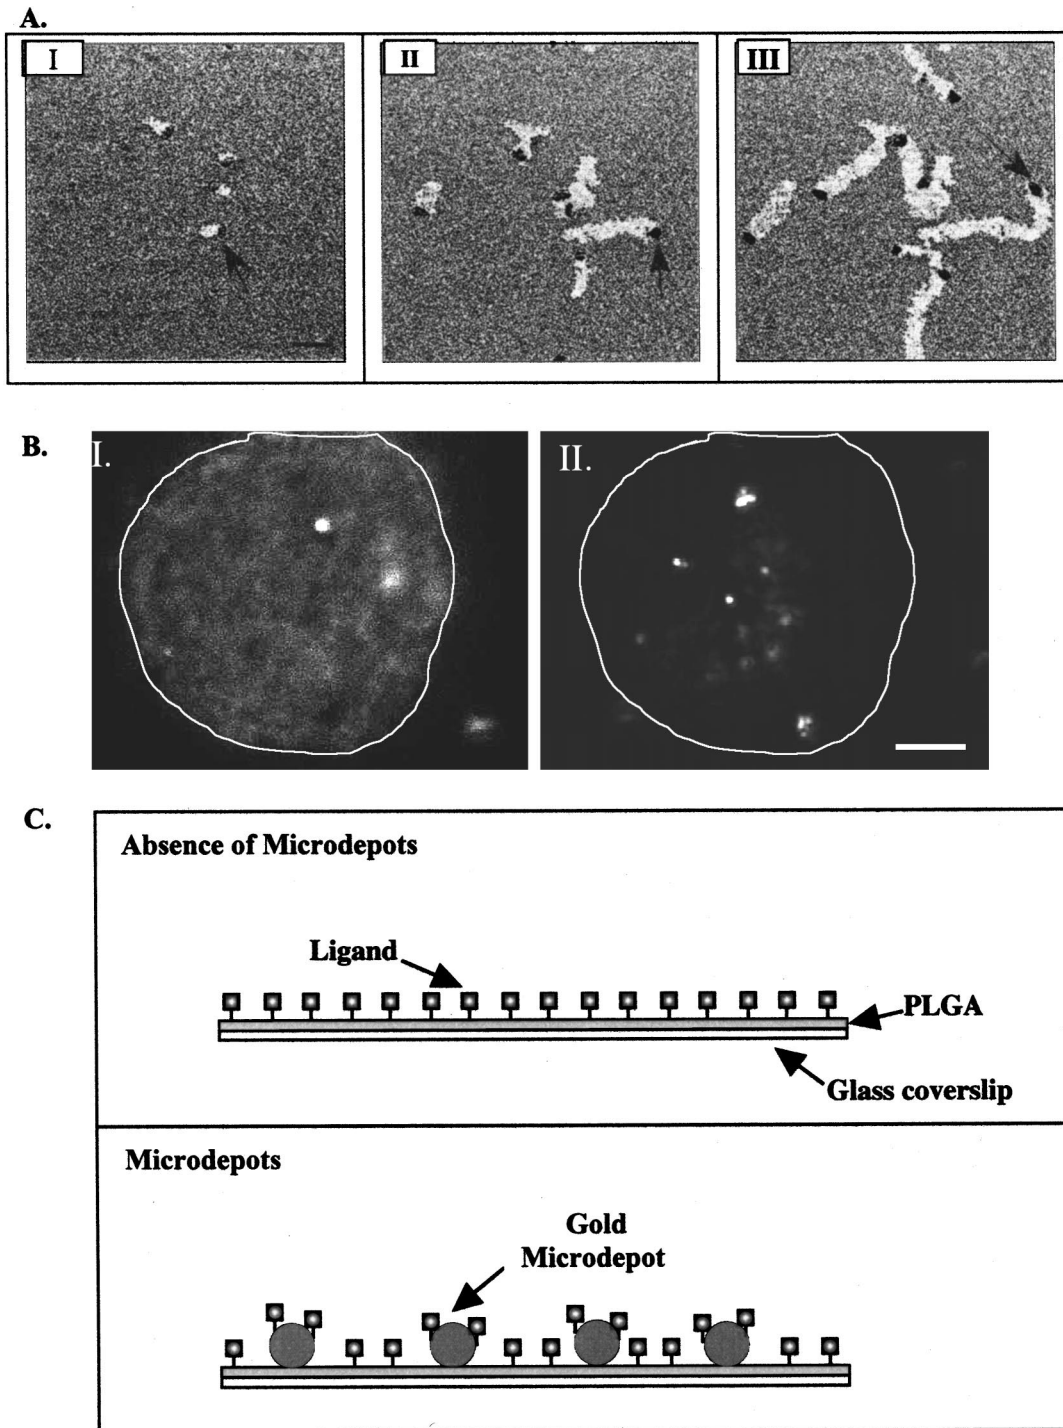 A.
I
II
III
B.
I.
II.
C.
Absence of Microdepots
Ligand
PLGA
Glass coverslip
Microdepots
Gold
Microdepot